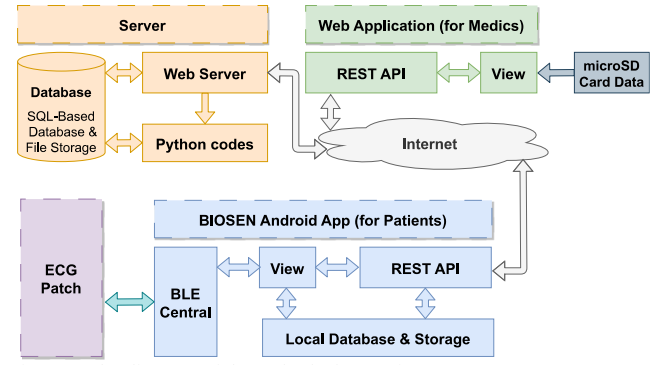 Server
Web Application (for Medics)
Database
SQL-Based
Database &
File Storage
Web Server
Python codes
REST API
View
microSD
Card Data
Internet
BIOSEN Android App (for Patients)
ECG
Patch
BLE
Central
View
REST API
Local Database & Storage